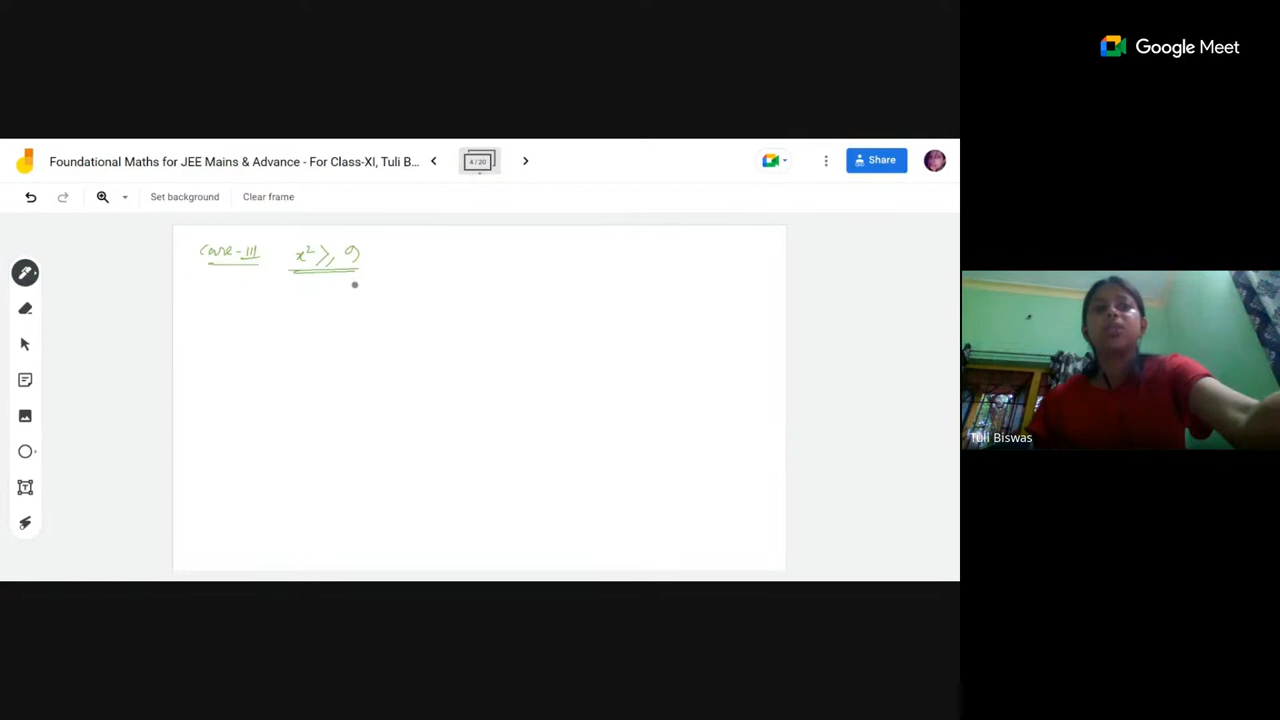 Google Meet
Foundational Maths for JEE Mains & Advance - For Class-XI, Tuli B...
4 / 20
Share
Set background
Clear frame
Case-III x² ≥ 9
Tuli Biswas